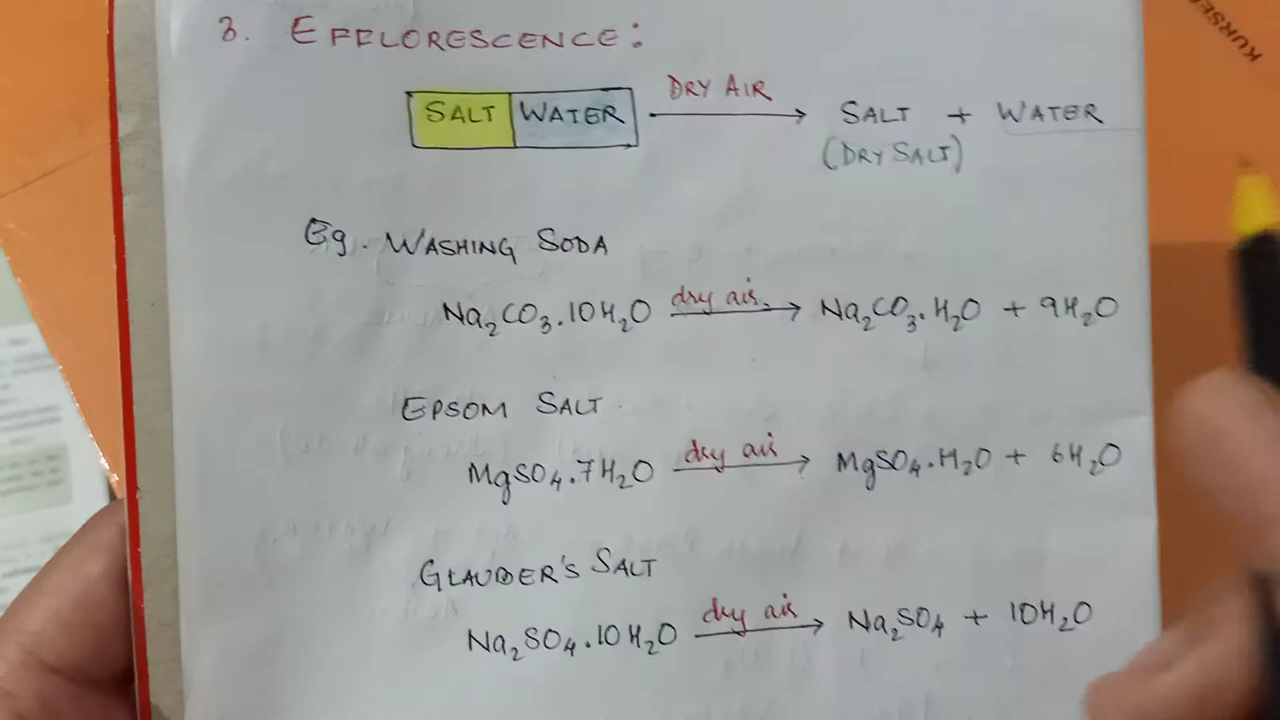 3. EFFLORESCENCE:
SALT WATER DRY AIR → SALT + WATER
(DRY SALT)
Eg. WASHING SODA
Na₂CO₃.10H₂O dry air → Na₂CO₃.H₂O + 9H₂O
EPSOM SALT
MgSO₄.7H₂O dry air → MgSO₄.H₂O + 6H₂O
GLAUBER'S SALT
Na₂SO₄.10H₂O dry air → Na₂SO₄ + 10H₂O